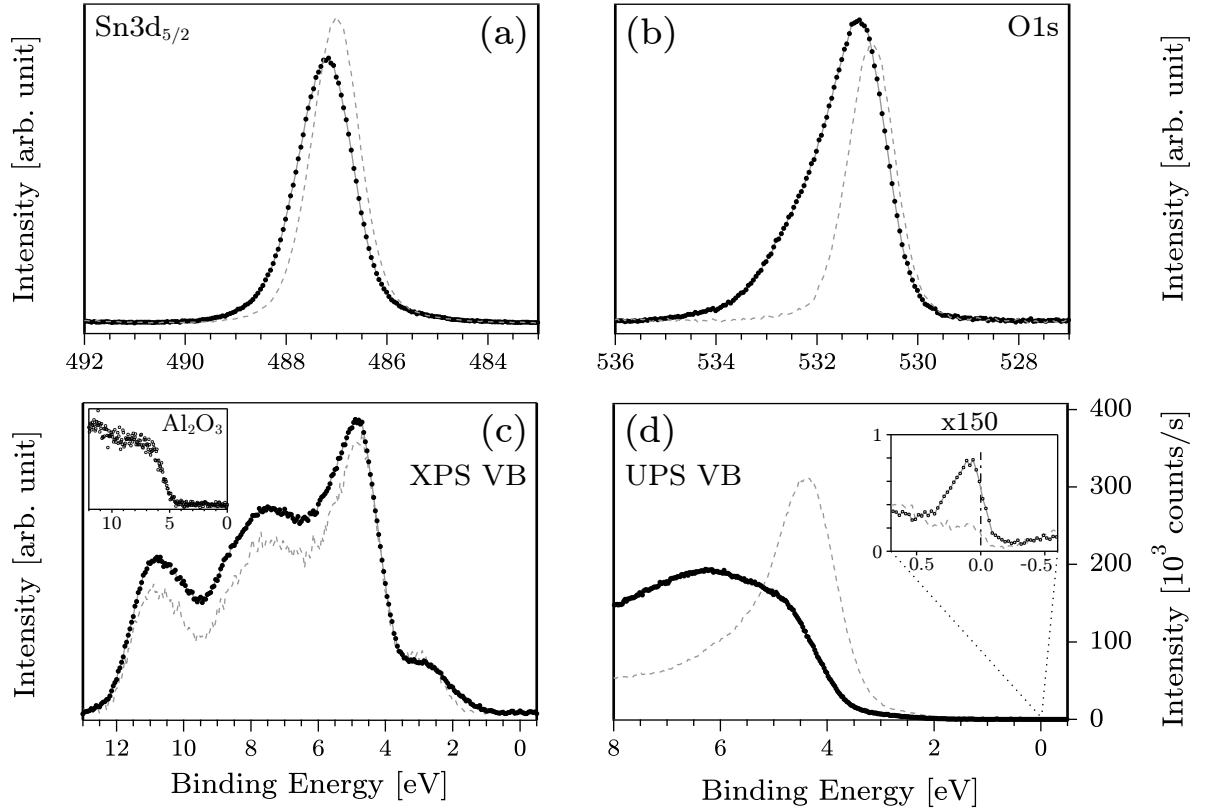 Sn3d5/2
(a)
Intensity [arb. unit]
492
490
488
486
484
(b)
O1s
Intensity [arb. unit]
536
534
532
530
528
Al2O3
10
5
0
(c)
XPS VB
Intensity [arb. unit]
12
10
8
6
4
2
0
Binding Energy [eV]
(d)
UPS VB
x150
1
0
0.5
0.0
-0.5
400
300
200
100
0
Intensity [10³ counts/s]
8
6
4
2
0
Binding Energy [eV]